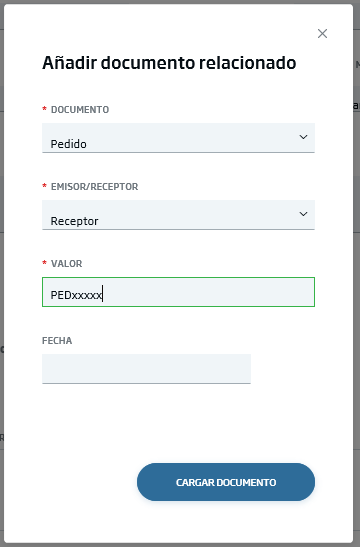 Añadir documento relacionado
* DOCUMENTO
Pedido
* EMISOR/RECEPTOR
Receptor
* VALOR
PEDxxxxx
FECHA
CARGAR DOCUMENTO